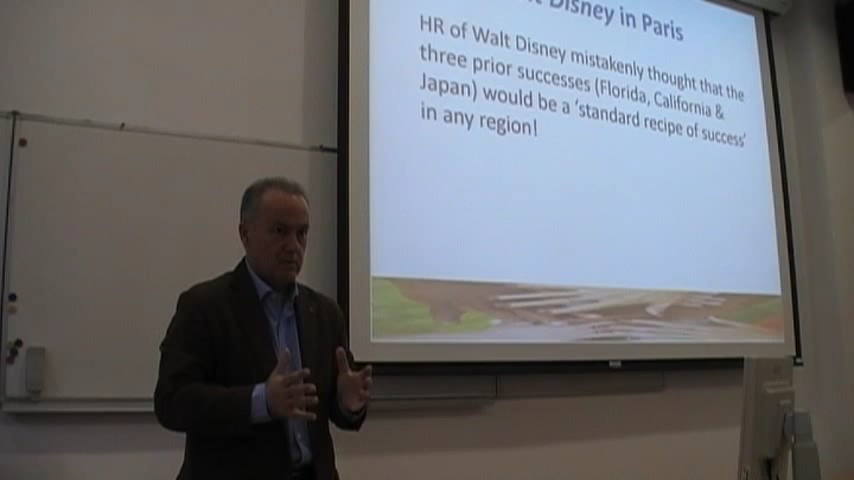 Disney in Paris
HR of Walt Disney mistakenly thought that the
three prior successes (Florida, California &
Japan) would be a 'standard recipe of success'
in any region!